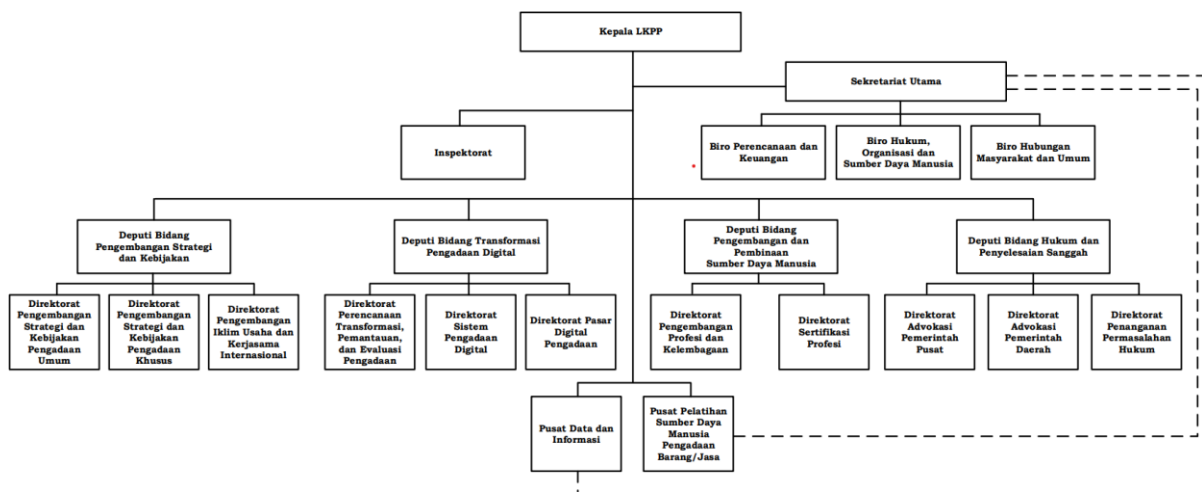 Kepala LKPP
Sekretariat Utama
Inspektorat
Biro Perencanaan dan
Keuangan
Biro Hukum,
Organisasi dan
Sumber Daya Manusia
Biro Hubungan
Masyarakat dan Umum
Deputi Bidang
Pengembangan Strategi
dan Kebijakan
Deputi Bidang Transformasi
Pengadaan Digital
Deputi Bidang
Pengembangan dan
Pembinaan
Sumber Daya Manusia
Deputi Bidang Hukum dan
Penyelesaian Sanggah
Direktorat
Pengembangan
Strategi dan
Kebijakan
Pengadaan
Umum
Direktorat
Pengembangan
Strategi dan
Kebijakan
Pengadaan
Khusus
Direktorat
Pengembangan
Iklim Usaha dan
Kerjasama
Internasional
Direktorat
Perencanaan
Transformasi,
Pemantauan,
dan Evaluasi
Pengadaan
Direktorat
Sistem
Pengadaan
Digital
Direktorat Pasar
Digital
Pengadaan
Direktorat
Pengembangan
Profesi dan
Kelembagaan
Direktorat
Sertifikasi
Profesi
Direktorat
Advokasi
Pemerintah
Pusat
Direktorat
Advokasi
Pemerintah
Daerah
Direktorat
Penanganan
Permasalahan
Hukum
Pusat Data dan
Informasi
Pusat Pelatihan
Sumber Daya
Manusia
Pengadaan
Barang/Jasa